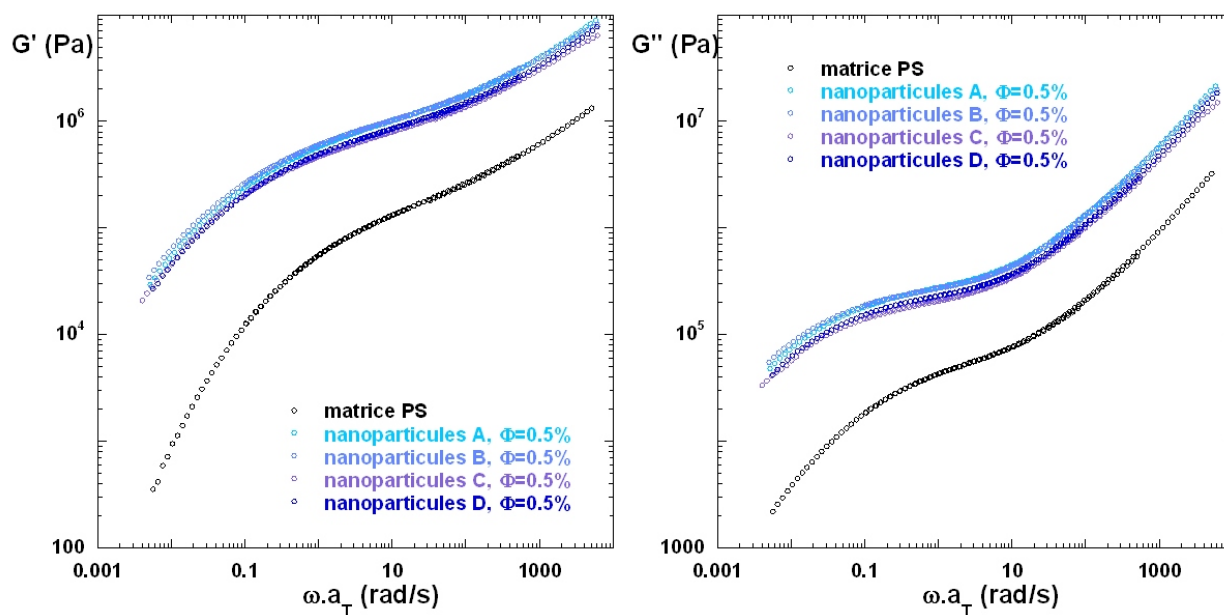 G' (Pa)
10⁶
10⁴
100
matrice PS
nanoparticules A, Φ=0.5%
nanoparticules B, Φ=0.5%
nanoparticules C, Φ=0.5%
nanoparticules D, Φ=0.5%
0.001 0.1 10 1000
ω.a_T (rad/s)
G'' (Pa)
matrice PS
nanoparticules A, Φ=0.5%
nanoparticules B, Φ=0.5%
nanoparticules C, Φ=0.5%
nanoparticules D, Φ=0.5%
10⁷
10⁵
1000
0.001 0.1 10 1000
ω.a_T (rad/s)